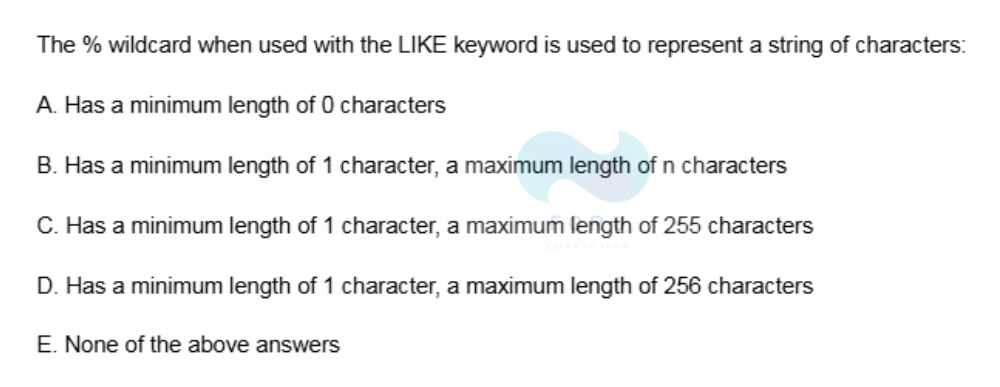 The % wildcard when used with the LIKE keyword is used to represent a string of characters:
A. Has a minimum length of 0 characters
B. Has a minimum length of 1 character, a maximum length of n characters
C. Has a minimum length of 1 character, a maximum length of 255 characters
D. Has a minimum length of 1 character, a maximum length of 256 characters
E. None of the above answers